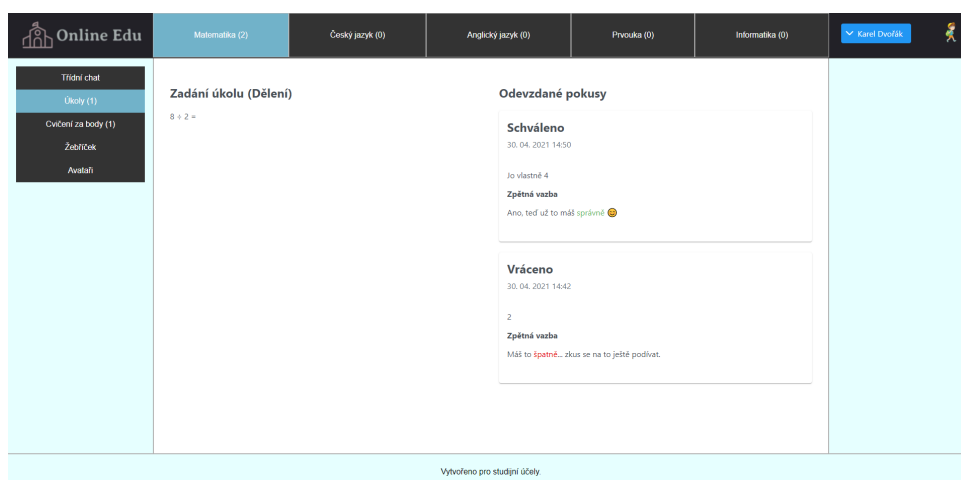 Online Edu
Matematika (2)
Český jazyk (0)
Anglický jazyk (0)
Prvouka (0)
Informatika (0)
Karel Dvořák
Třídní chat
Úkoly (1)
Cvičení za body (1)
Žebříček
Avataři
Zadání úkolu (Dělení)
8 ÷ 2 =
Odevzdané pokusy
Schváleno
30. 04. 2021 14:50
Jo vlastně 4
Zpětná vazba
Ano, teď už to máš správně 😄
Vráceno
30. 04. 2021 14:42
2
Zpětná vazba
Máš to špatně... zkus se na to ještě podívat.
Vytvořeno pro studijní účely.